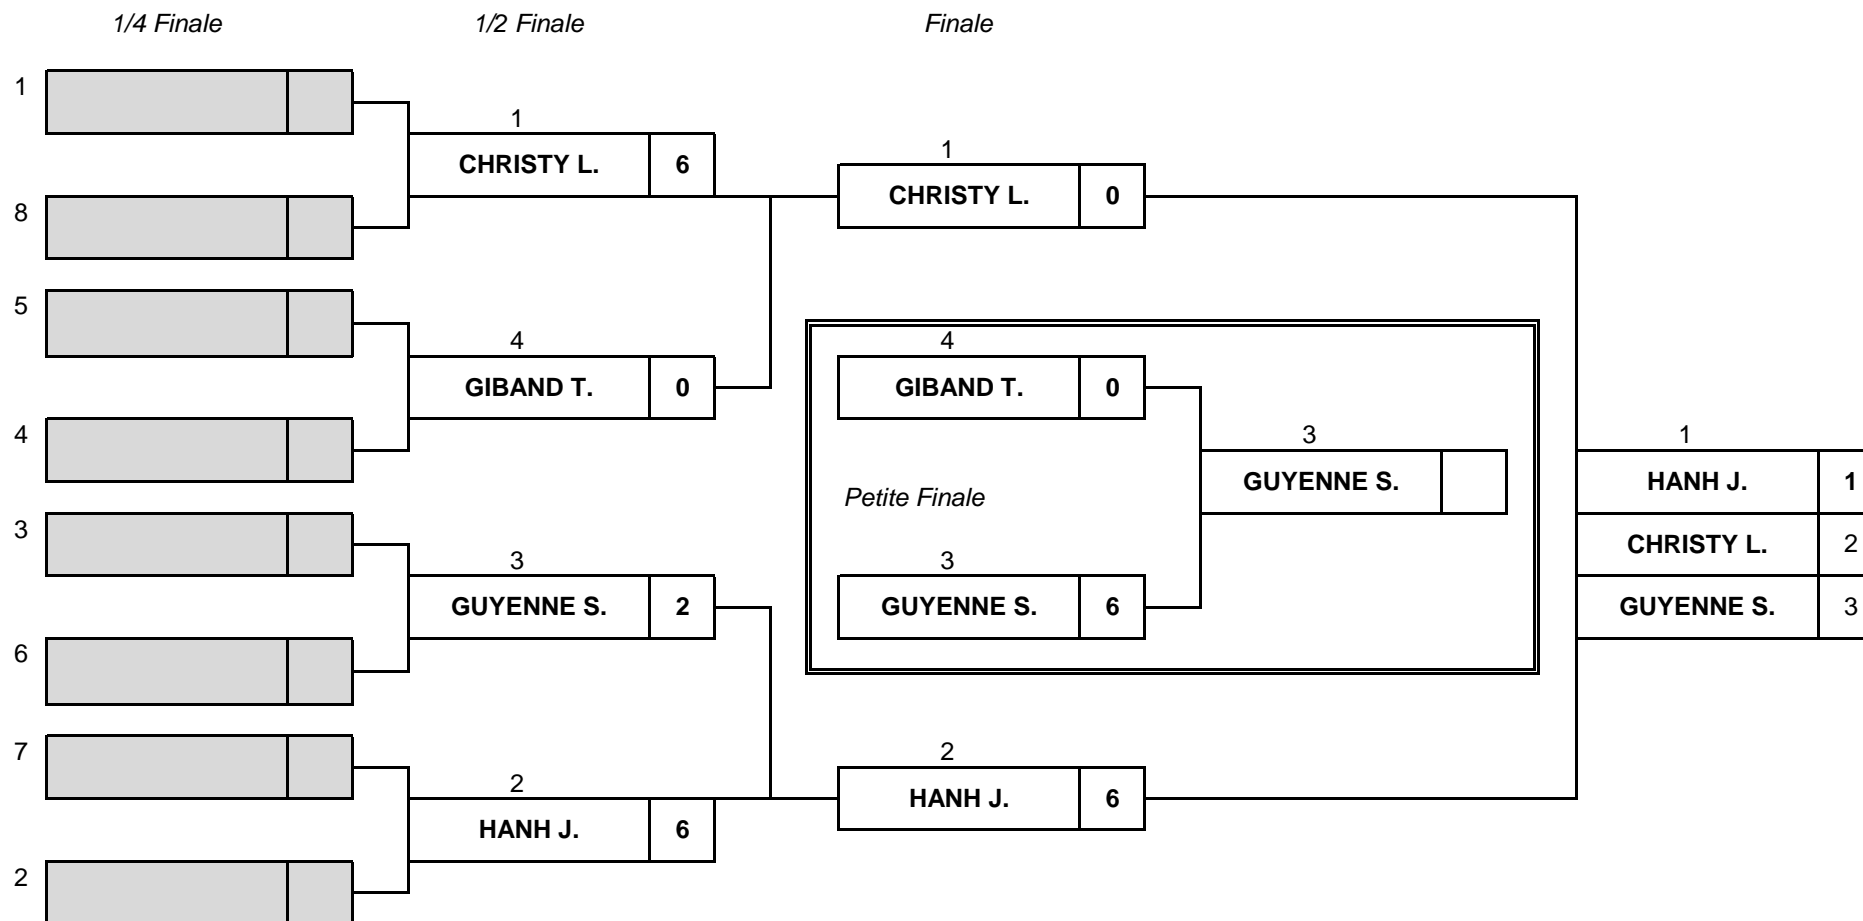 1/4 Finale 1/2 Finale Finale
1
1
CHRISTY L. 6
1
CHRISTY L. 0
8
5
4
GIBAND T. 0
4
GIBAND T. 0
4
3
GUYENNE S.
1
HANH J. 1
Petite Finale
3
CHRISTY L. 2
3
GUYENNE S. 2
3
GUYENNE S. 6
GUYENNE S. 3
6
7
2
HANH J. 6
2
HANH J. 6
2